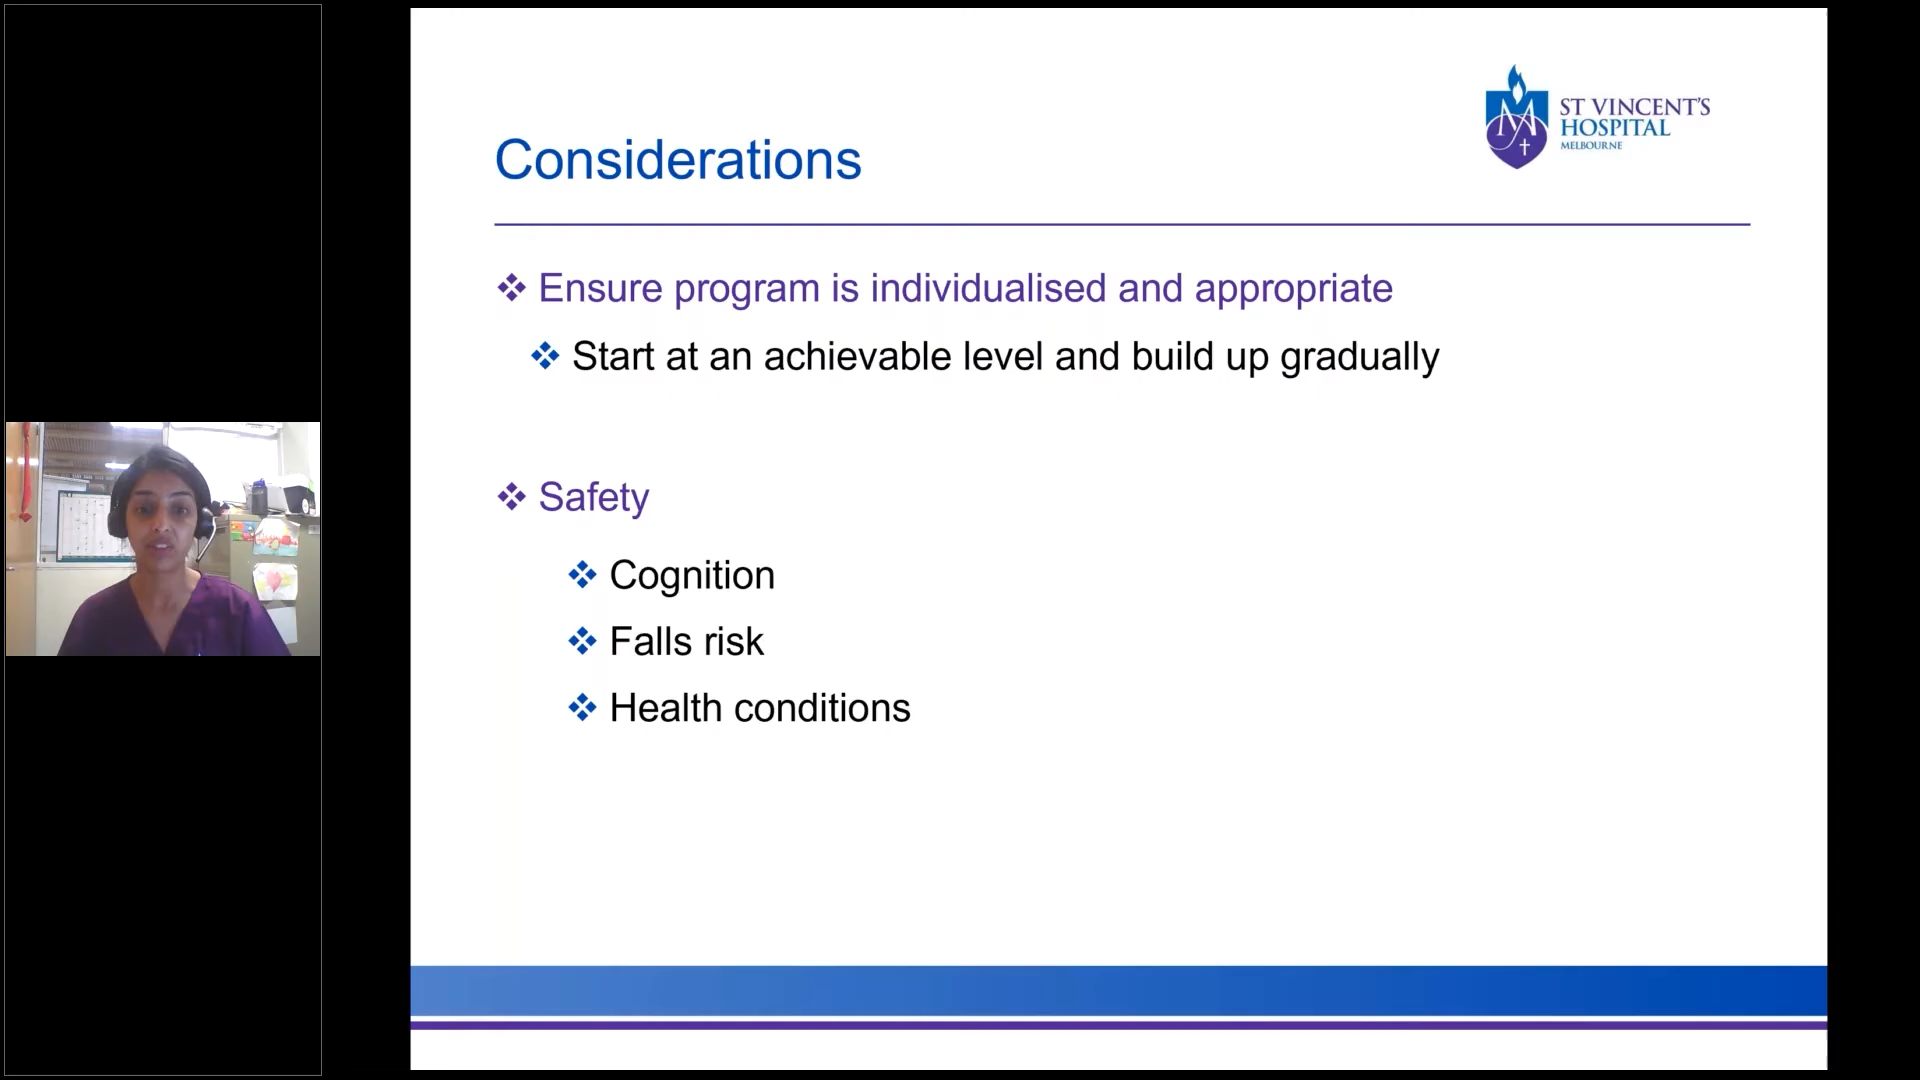 ST VINCENT'S
HOSPITAL
MELBOURNE
Considerations
Ensure program is individualised and appropriate
Start at an achievable level and build up gradually
Safety
Cognition
Falls risk
Health conditions